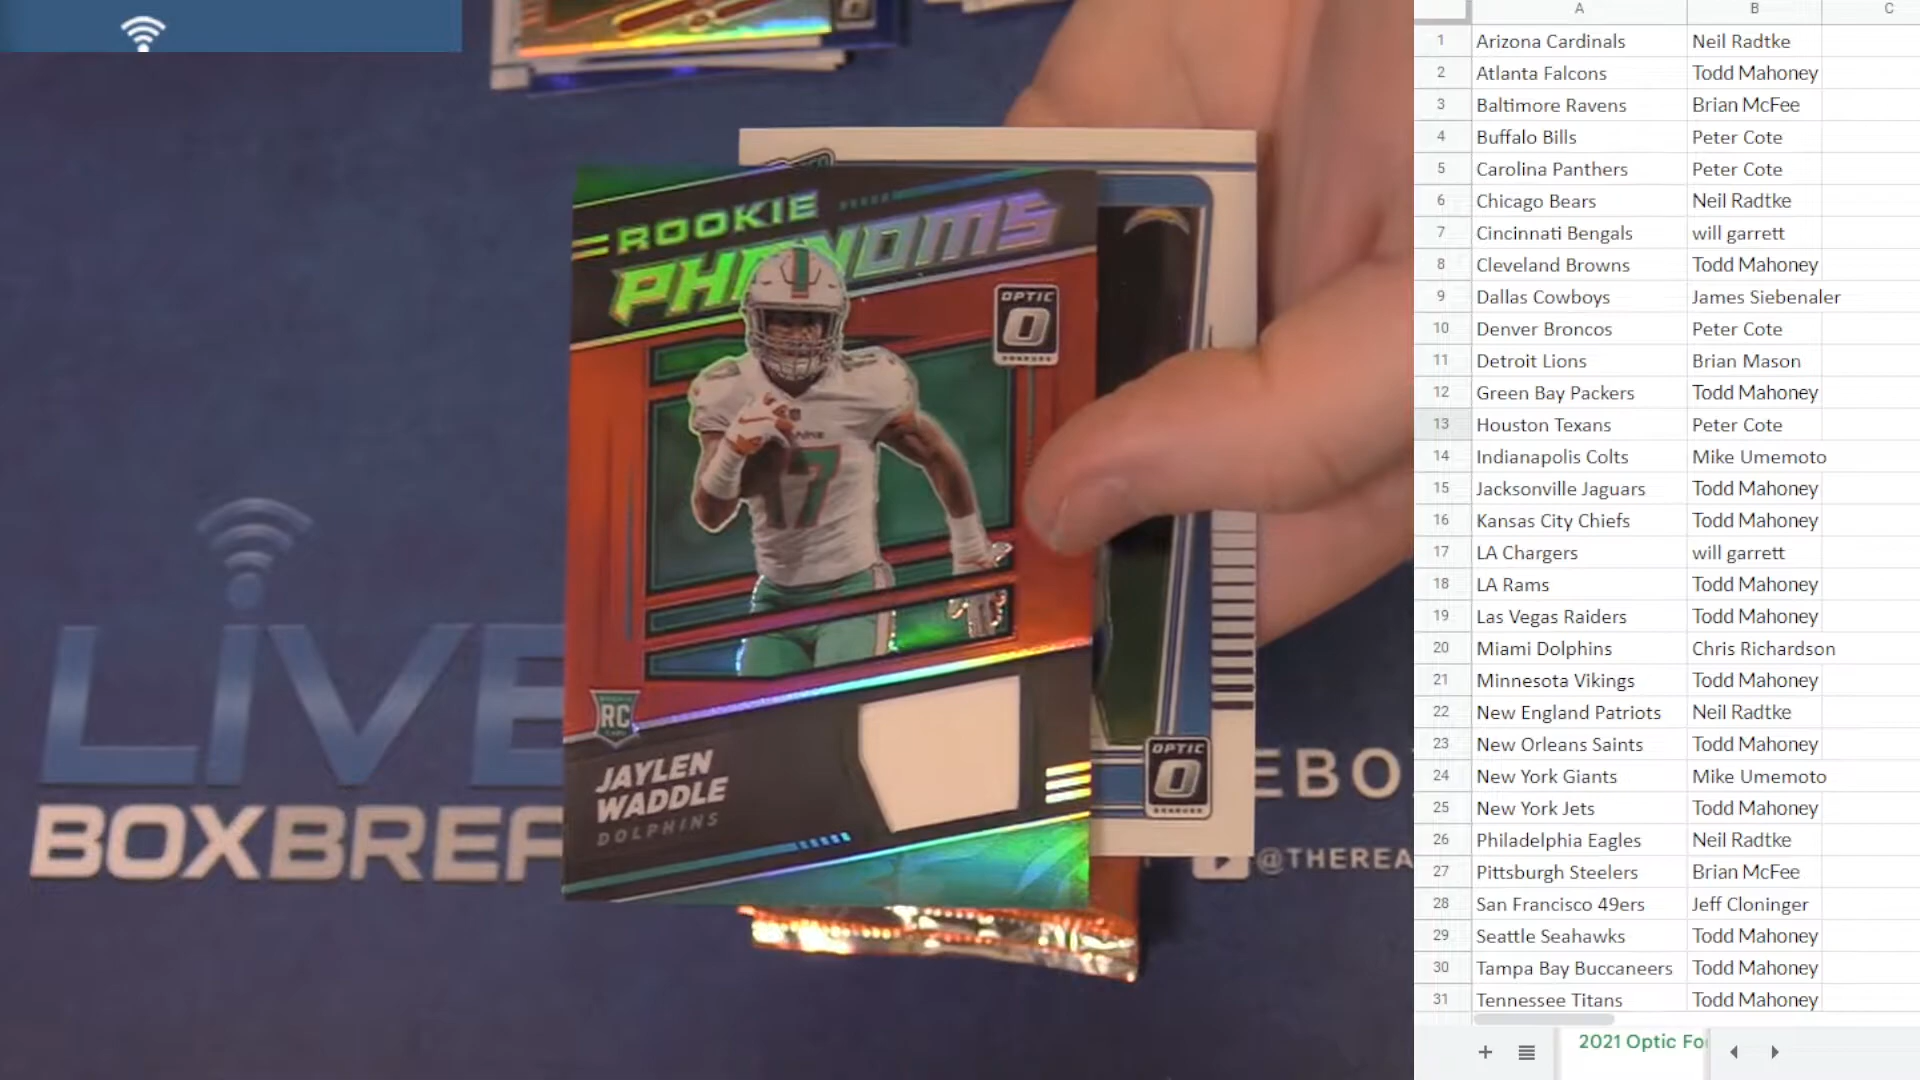 ROOKIE
PHENOMS
OPTIC
DONRUSS
17
RC
JAYLEN
WADDLE
DOLPHINS
OPTIC
DONRUSS
LIVE
BOXBREA
EBO
@THEREA
A B C
1 Arizona Cardinals Neil Radtke
2 Atlanta Falcons Todd Mahoney
3 Baltimore Ravens Brian McFee
4 Buffalo Bills Peter Cote
5 Carolina Panthers Peter Cote
6 Chicago Bears Neil Radtke
7 Cincinnati Bengals will garrett
8 Cleveland Browns Todd Mahoney
9 Dallas Cowboys James Siebenaler
10 Denver Broncos Peter Cote
11 Detroit Lions Brian Mason
12 Green Bay Packers Todd Mahoney
13 Houston Texans Peter Cote
14 Indianapolis Colts Mike Umemoto
15 Jacksonville Jaguars Todd Mahoney
16 Kansas City Chiefs Todd Mahoney
17 LA Chargers will garrett
18 LA Rams Todd Mahoney
19 Las Vegas Raiders Todd Mahoney
20 Miami Dolphins Chris Richardson
21 Minnesota Vikings Todd Mahoney
22 New England Patriots Neil Radtke
23 New Orleans Saints Todd Mahoney
24 New York Giants Mike Umemoto
25 New York Jets Todd Mahoney
26 Philadelphia Eagles Neil Radtke
27 Pittsburgh Steelers Brian McFee
28 San Francisco 49ers Jeff Cloninger
29 Seattle Seahawks Todd Mahoney
30 Tampa Bay Buccaneers Todd Mahoney
31 Tennessee Titans Todd Mahoney
2021 Optic Fo